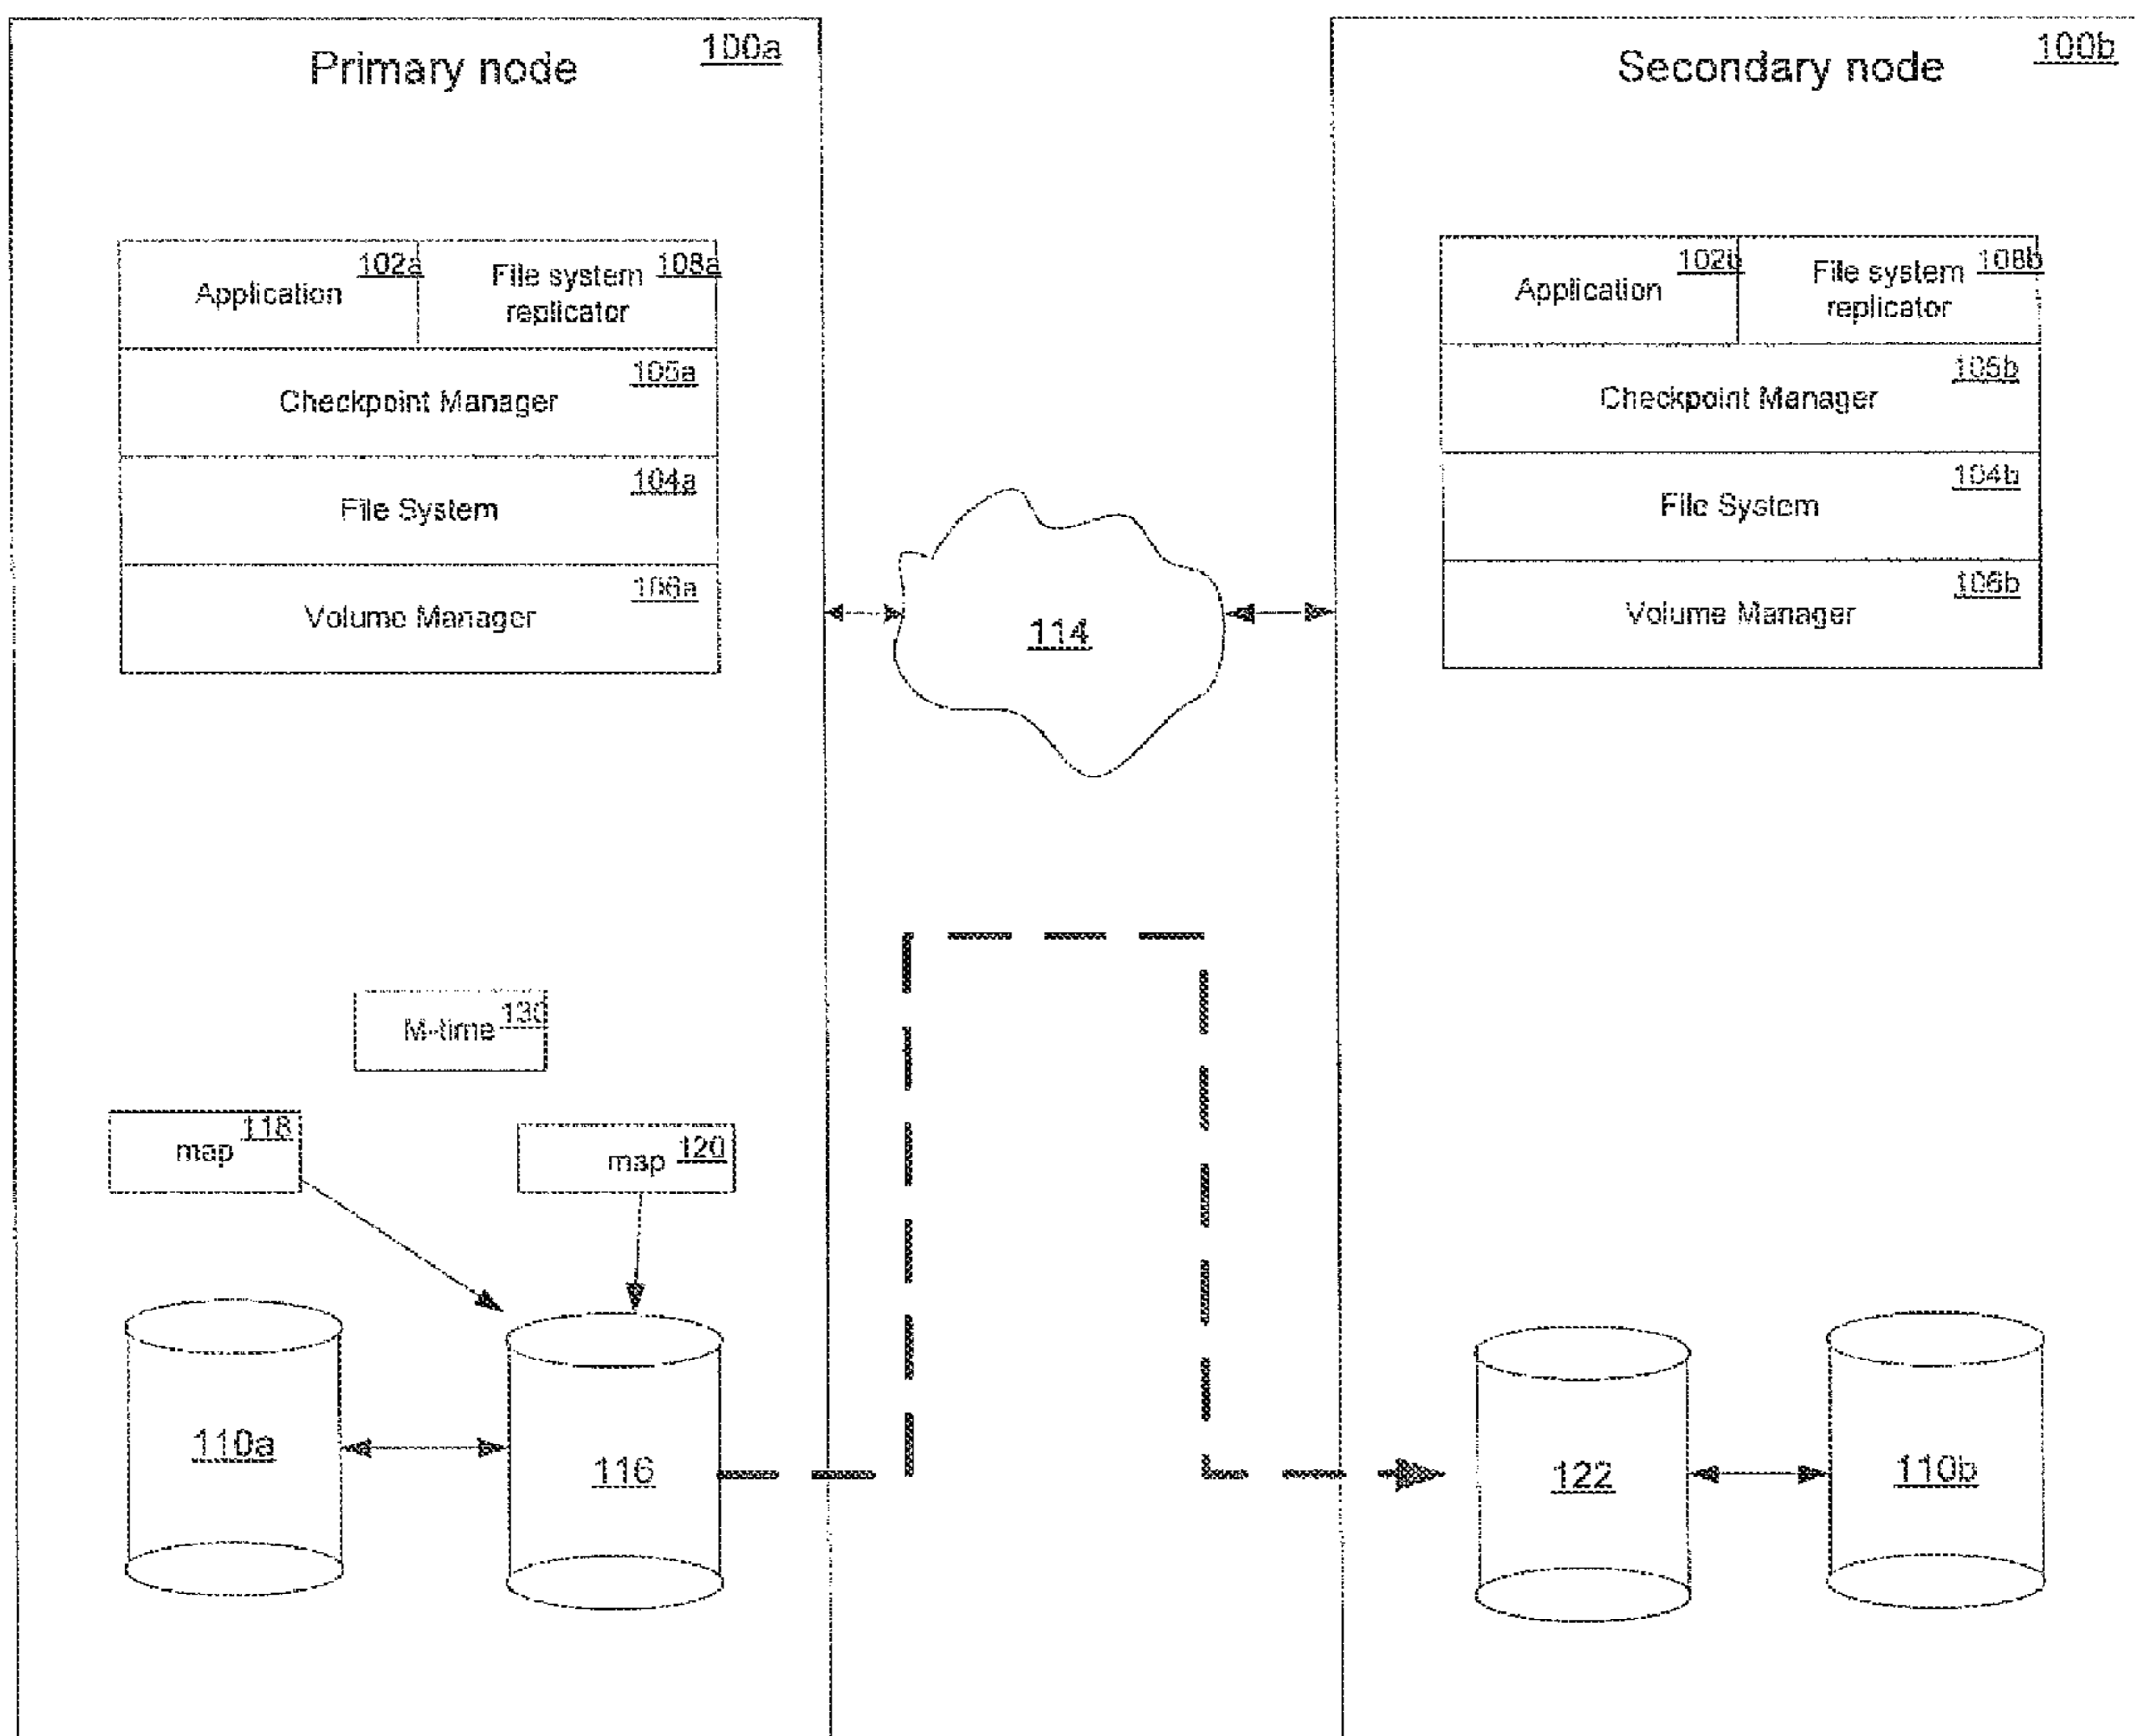 Primary node
100a
Application
102a
File system
replicator
108a
Checkpoint Manager
105a
File System
104a
Volume Manager
106a
114
M-time
130
map
118
map
120
110a
116
Secondary node
100b
Application
102b
File system
replicator
108b
Checkpoint Manager
105b
File System
104b
Volume Manager
106b
122
110b